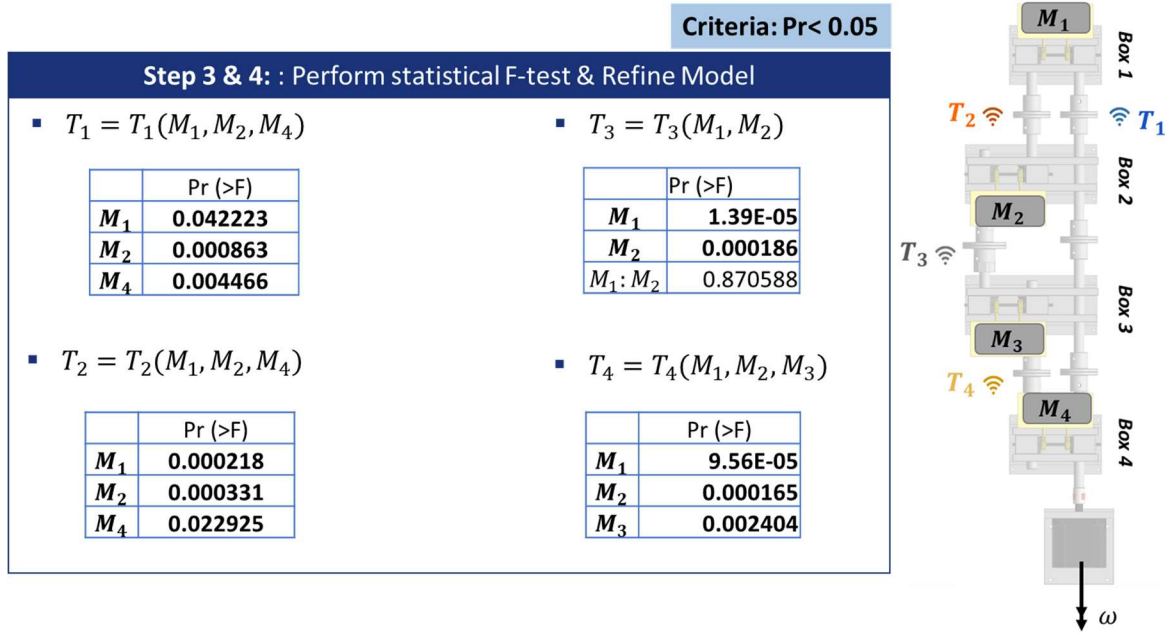 Criteria: Pr< 0.05
Step 3 & 4: : Perform statistical F-test & Refine Model
▪ T₁ = T₁(M₁, M₂, M₄)
Pr (>F)
M₁ 0.042223
M₂ 0.000863
M₄ 0.004466
▪ T₃ = T₃(M₁, M₂)
Pr (>F)
M₁ 1.39E-05
M₂ 0.000186
M₁: M₂ 0.870588
▪ T₂ = T₂(M₁, M₂, M₄)
Pr (>F)
M₁ 0.000218
M₂ 0.000331
M₄ 0.022925
▪ T₄ = T₄(M₁, M₂, M₃)
Pr (>F)
M₁ 9.56E-05
M₂ 0.000165
M₃ 0.002404
M₁
Box 1
T₂
T₁
Box 2
M₂
T₃
Box 3
M₃
T₄
M₄
Box 4
ω